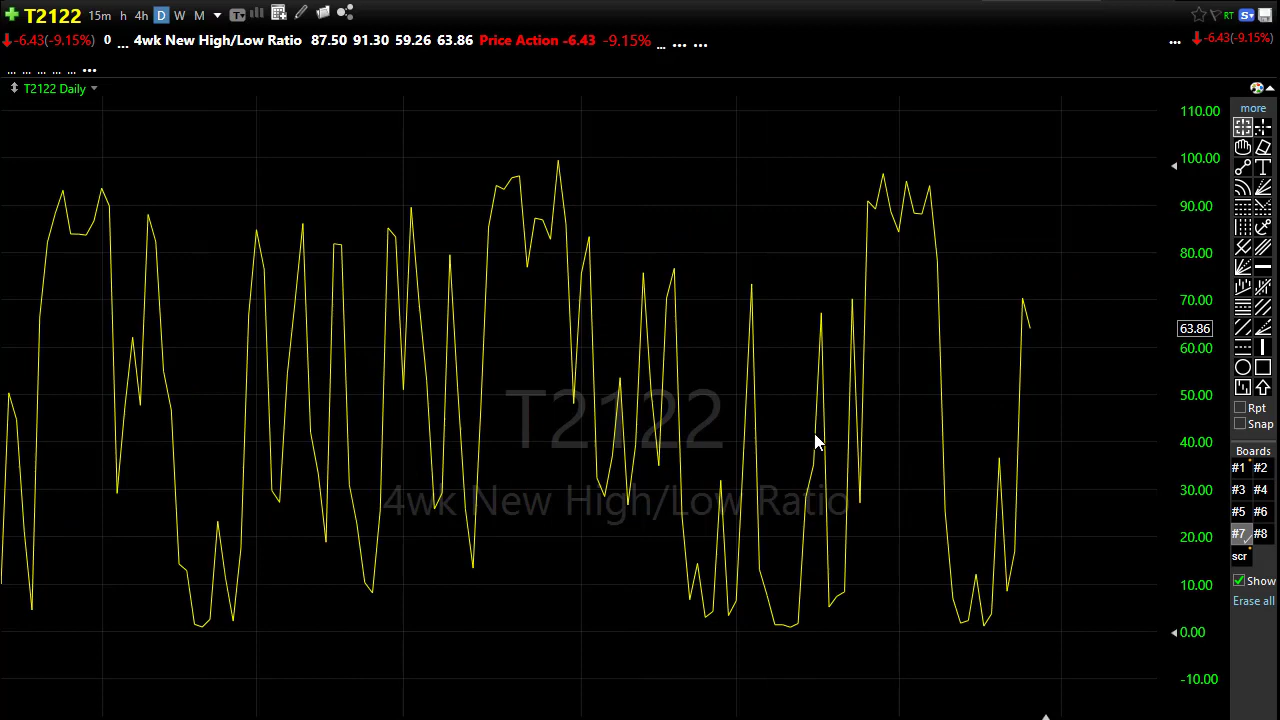 T2122 15m h 4h D W M RT S
-6.43(-9.15%) 0 ... 4wk New High/Low Ratio 87.50 91.30 59.26 63.86 Price Action -6.43 -9.15% ... ... ... ... -6.43(-9.15%)
... ... ... ... ... ...
T2122 Daily
more
110.00
100.00
90.00
80.00
70.00
63.86
60.00
50.00
40.00
30.00
20.00
10.00
0.00
-10.00
T2122
4wk New High/Low Ratio
Rpt
Snap
Boards
#1 #2
#3 #4
#5 #6
#7 #8
scr
Show
Erase all